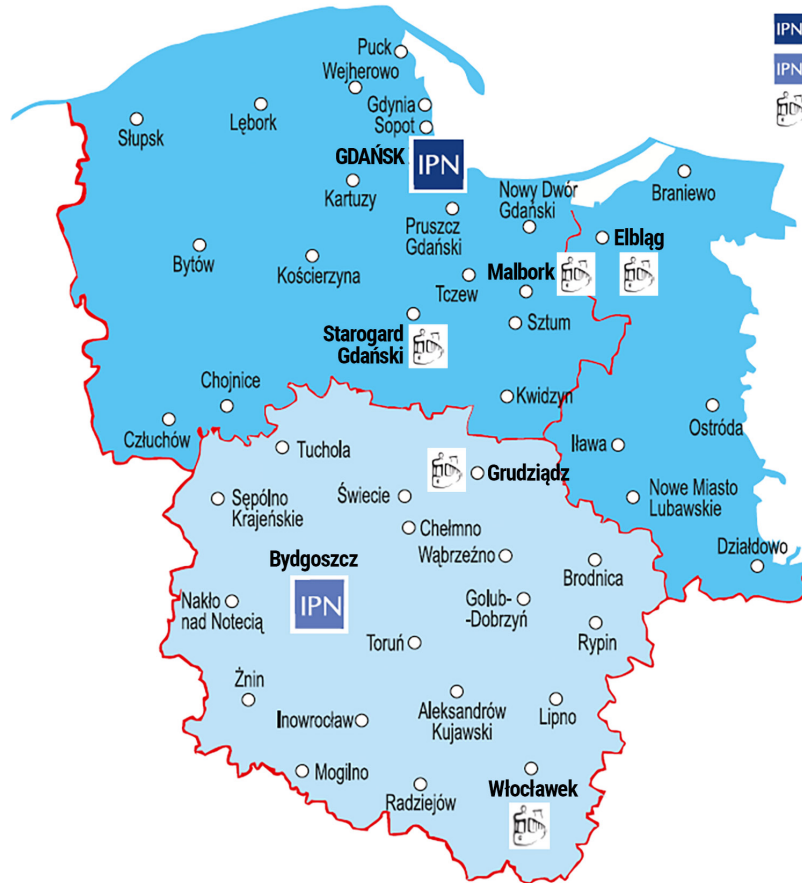 Puck
IPN
Wejherowo
IPN
Gdynia
Lębork
Sopot
Słupsk
GDAŃSK
IPN
Braniewo
Kartuzy
Nowy Dwór
Gdański
Pruszcz
Gdański
Elbląg
Bytów
Kościerzyna
Malbork
Tczew
Sztum
Starogard
Gdański
Chojnice
Kwidzyn
Ostróda
Człuchów
Iława
Tuchola
Grudziądz
Świecie
Sępólno
Krajeńskie
Nowe Miasto
Lubawskie
Chełmno
Działdowo
Wąbrzeźno
Bydgoszcz
Brodnica
Nakło
nad Notecią
IPN
Golub-
-Dobrzyń
Rypin
Toruń
Żnin
Aleksandrów
Kujawski
Lipno
Inowrocław
Mogilno
Włocławek
Radziejów